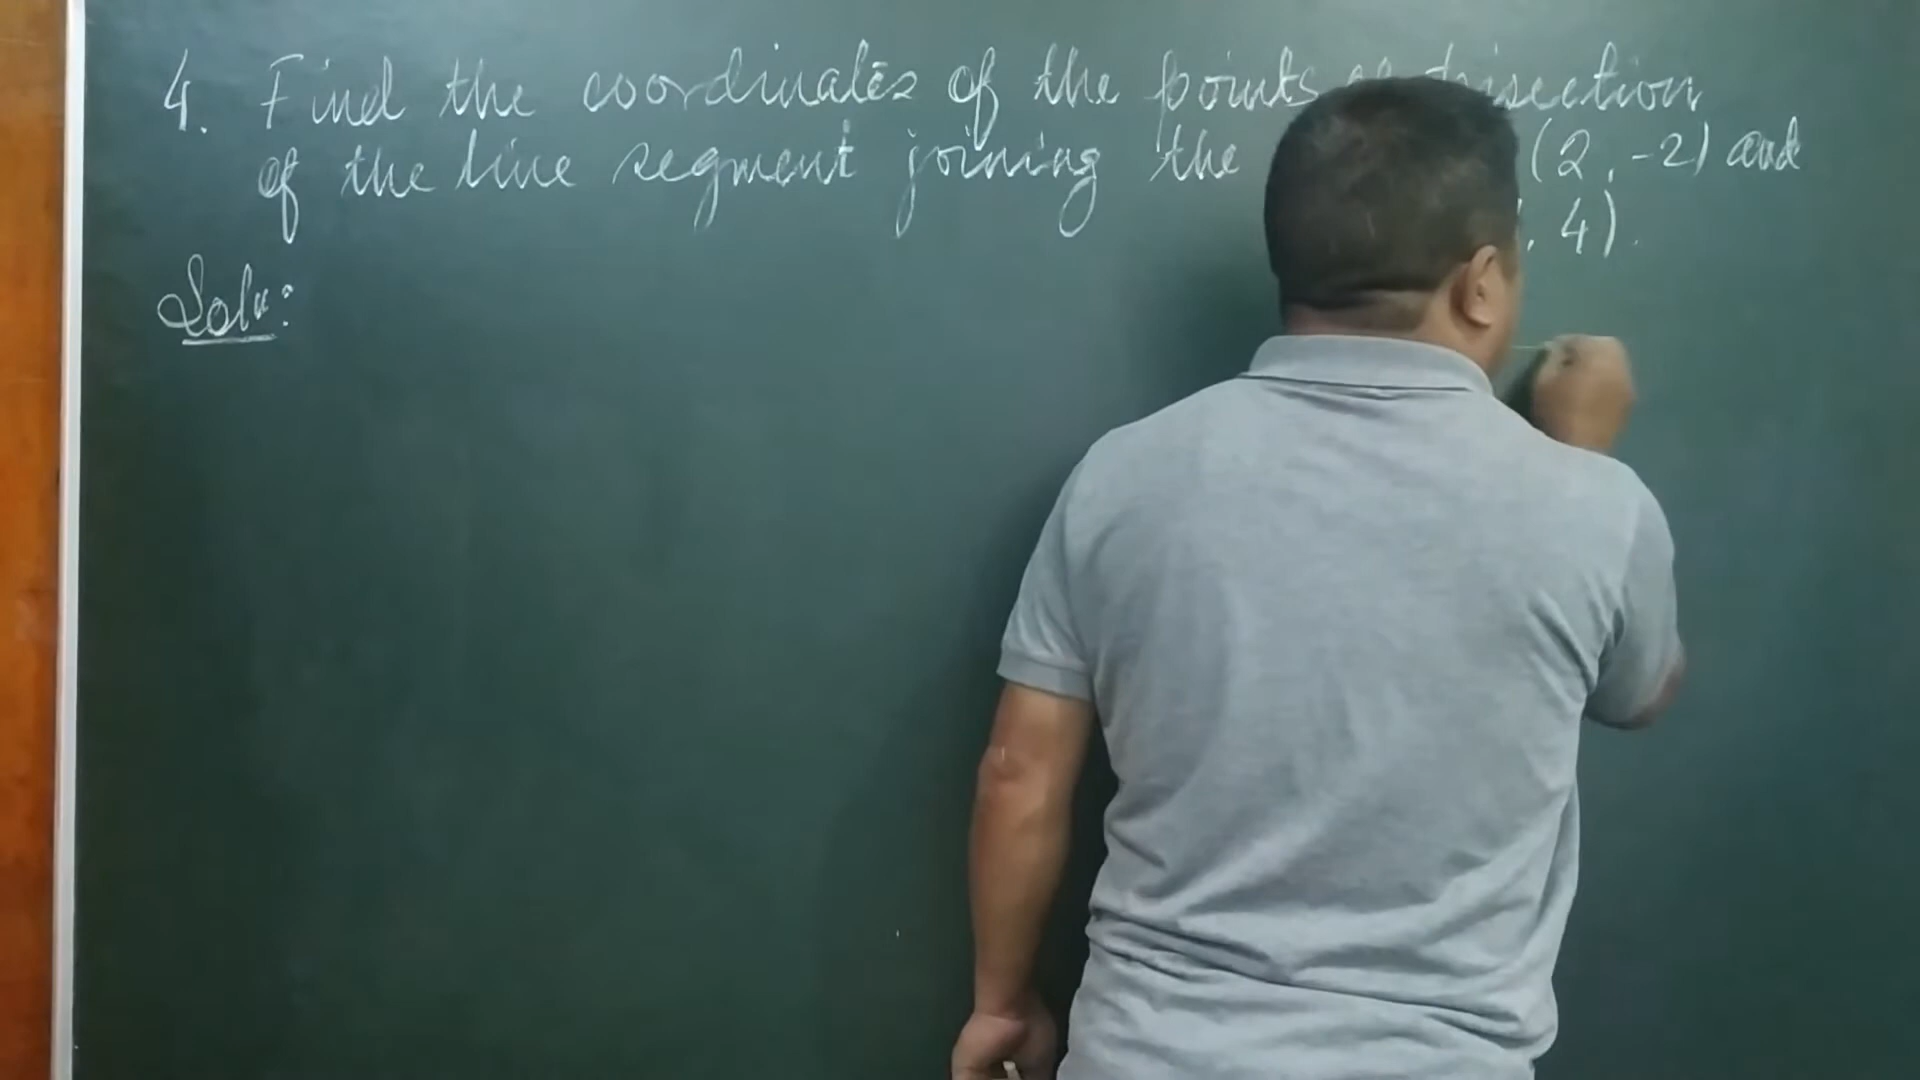 4. Find the coordinates of the points trisection
of the line segment joining the (2, -2) and
, 4).
Soln: